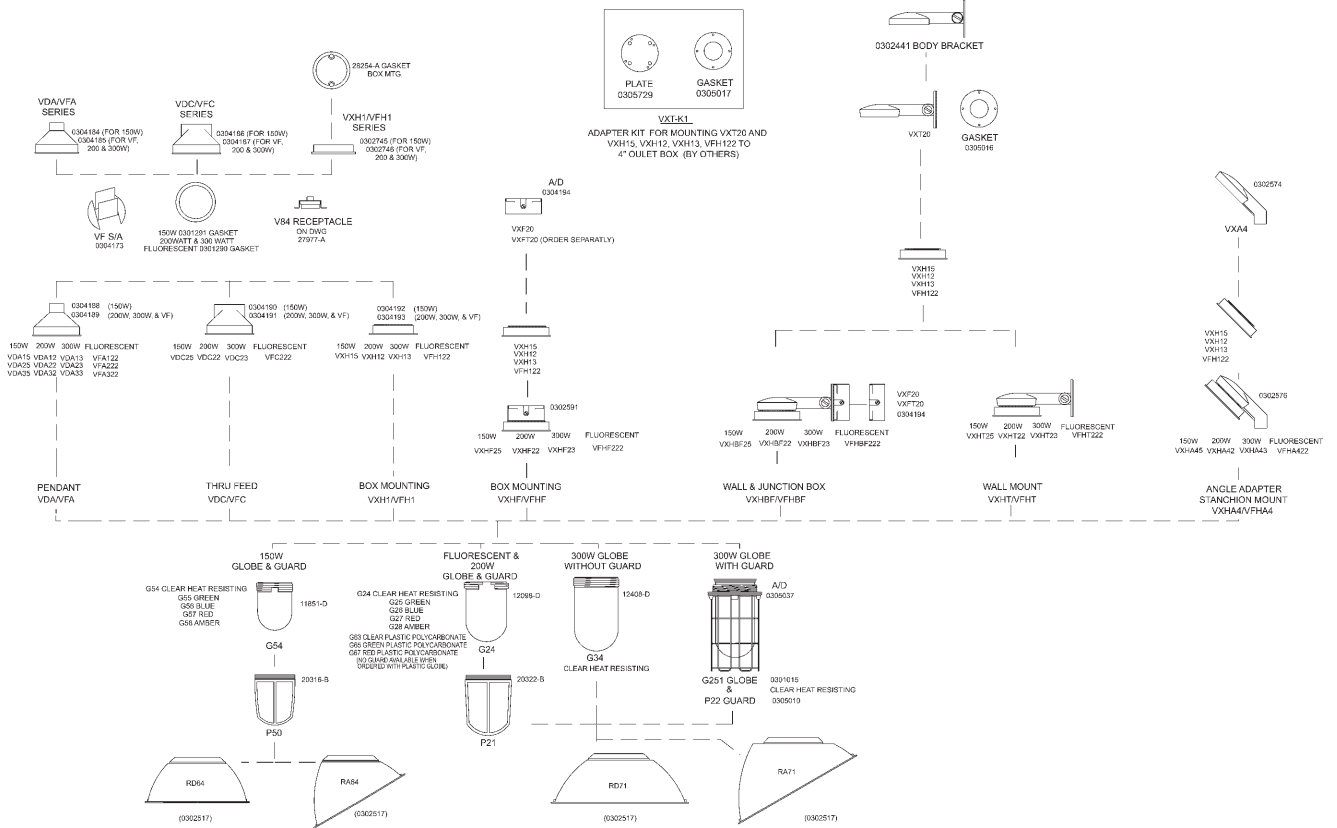 0302441 BODY BRACKET
PLATE
0305729
GASKET
0305017
VXT-K1
ADAPTER KIT FOR MOUNTING VXT20 AND
VXH15, VXH12, VXH13, VFH122 TO
4" OULET BOX (BY OTHERS)
VXT20
GASKET
0305016
28254-A GASKET
BOX MTG.
VDA/VFA
SERIES
0304184 (FOR 150W)
0304185 (FOR VF,
200 & 300W)
VDC/VFC
SERIES
0304186 (FOR 150W)
0304187 (FOR VF,
200 & 300W)
VXH1/VFH1
SERIES
0302745 (FOR 150W)
0302746 (FOR VF,
200 & 300W)
VF S/A
0304173
150W 0301291 GASKET
200WATT & 300 WATT
FLUORESCENT 0301290 GASKET
V84 RECEPTACLE
ON DWG
27977-A
A/D
0304194
VXF20
VXFT20 (ORDER SEPARATLY)
0302574
VXA4
VXH15
VXH12
VXH13
VFH122
0304188 (150W)
0304189 (200W, 300W, & VF)
150W 200W 300W FLUORESCENT
VDA15 VDA12 VDA13 VFA122
VDA25 VDA22 VDA23 VFA222
VDA35 VDA32 VDA33 VFA322
0304190 (150W)
0304191 (200W, 300W, & VF)
150W 200W 300W FLUORESCENT
VDC25 VDC22 VDC23 VFC222
0304192 (150W)
0304193 (200W, 300W, & VF)
150W 200W 300W FLUORESCENT
VXH15 VXH12 VXH13 VFH122
VXH15
VXH12
VXH13
VFH122
VXH15
VXH12
VXH13
VFH122
0302591
150W 200W 300W FLUORESCENT
VXHF25 VXHF22 VXHF23 VFHF222
VXF20
VXFT20
0304194
150W 200W 300W FLUORESCENT
VXHBF25 VXHBF22 VXHBF23 VFHBF222
150W 200W 300W FLUORESCENT
VXHT25 VXHT22 VXHT23 VFHT222
0302576
150W 200W 300W FLUORESCENT
VXHA45 VXHA42 VXHA43 VFHA422
PENDANT
VDA/VFA
THRU FEED
VDC/VFC
BOX MOUNTING
VXH1/VFH1
BOX MOUNTING
VXHF/VFHF
WALL & JUNCTION BOX
VXHBF/VFHBF
WALL MOUNT
VXHT/VFHT
ANGLE ADAPTER
STANCHION MOUNT
VXHA4/VFHA4
150W
GLOBE & GUARD
G54 CLEAR HEAT RESISTING
G55 GREEN
G56 BLUE
G57 RED
G58 AMBER
11851-D
G54
20316-B
P50
FLUORESCENT &
200W
GLOBE & GUARD
G24 CLEAR HEAT RESISTING
G25 GREEN
G26 BLUE
G27 RED
G28 AMBER
G63 CLEAR PLASTIC POLYCARBONATE
G65 GREEN PLASTIC POLYCARBONATE
G67 RED PLASTIC POLYCARBONATE
(NO GUARD AVAILABLE WHEN
ORDERED WITH PLASTIC GLOBE)
12098-D
G24
20322-B
P21
300W GLOBE
WITHOUT GUARD
12408-D
G34
CLEAR HEAT RESISTING
300W GLOBE
WITH GUARD
A/D
0305037
G251 GLOBE
&
P22 GUARD
0301015
CLEAR HEAT RESISTING
0305010
RD64
(0302517)
RA64
(0302517)
RD71
(0302517)
RA71
(0302517)